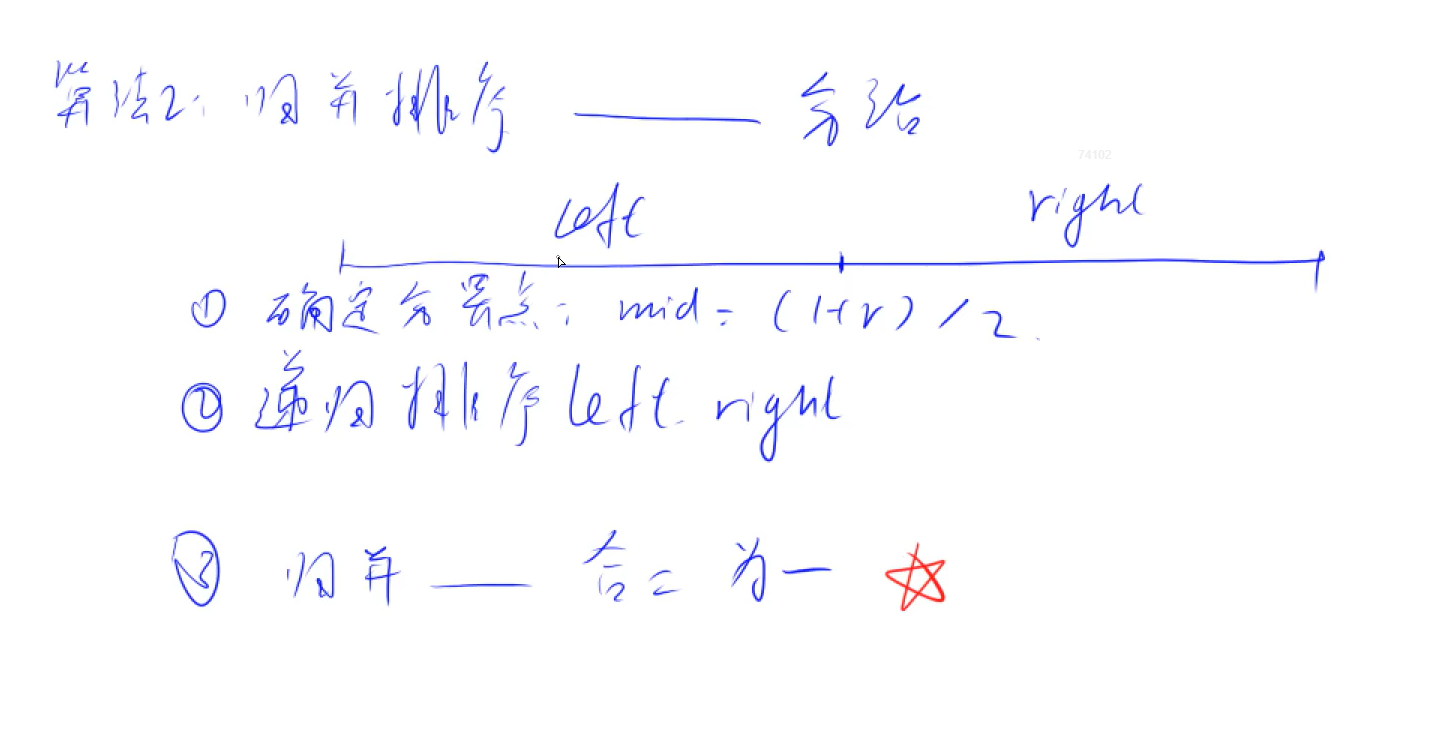 算法2: 归并排序 —— 分治
74102
left right
① 确定分界点: mid = (l+r) / 2.
② 递归排序 left. right
③ 归并 —— 合二为一